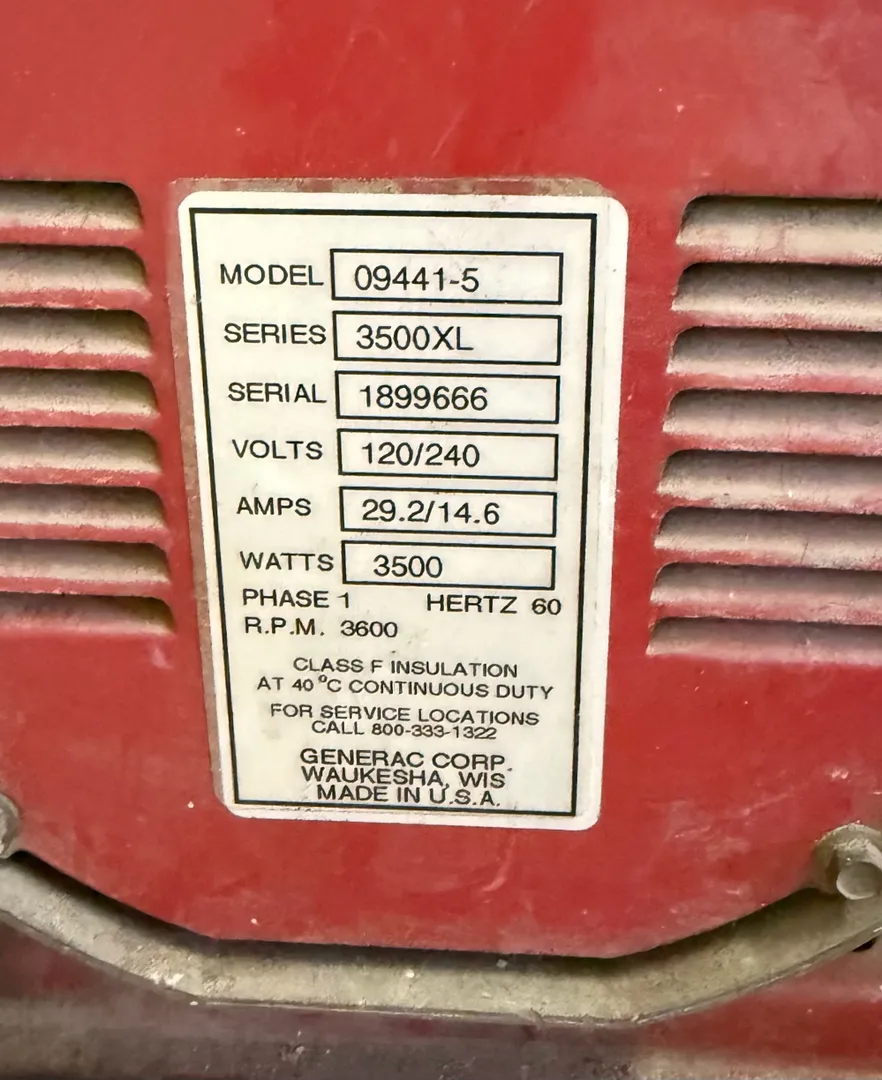 MODEL 09441-5
SERIES 3500XL
SERIAL 1899666
VOLTS 120/240
AMPS 29.2/14.6
WATTS 3500
PHASE 1 HERTZ 60
R.P.M. 3600
CLASS F INSULATION
AT 40 °C CONTINUOUS DUTY
FOR SERVICE LOCATIONS
CALL 800-333-1322
GENERAC CORP.
WAUKESHA, WIS
MADE IN U.S.A.